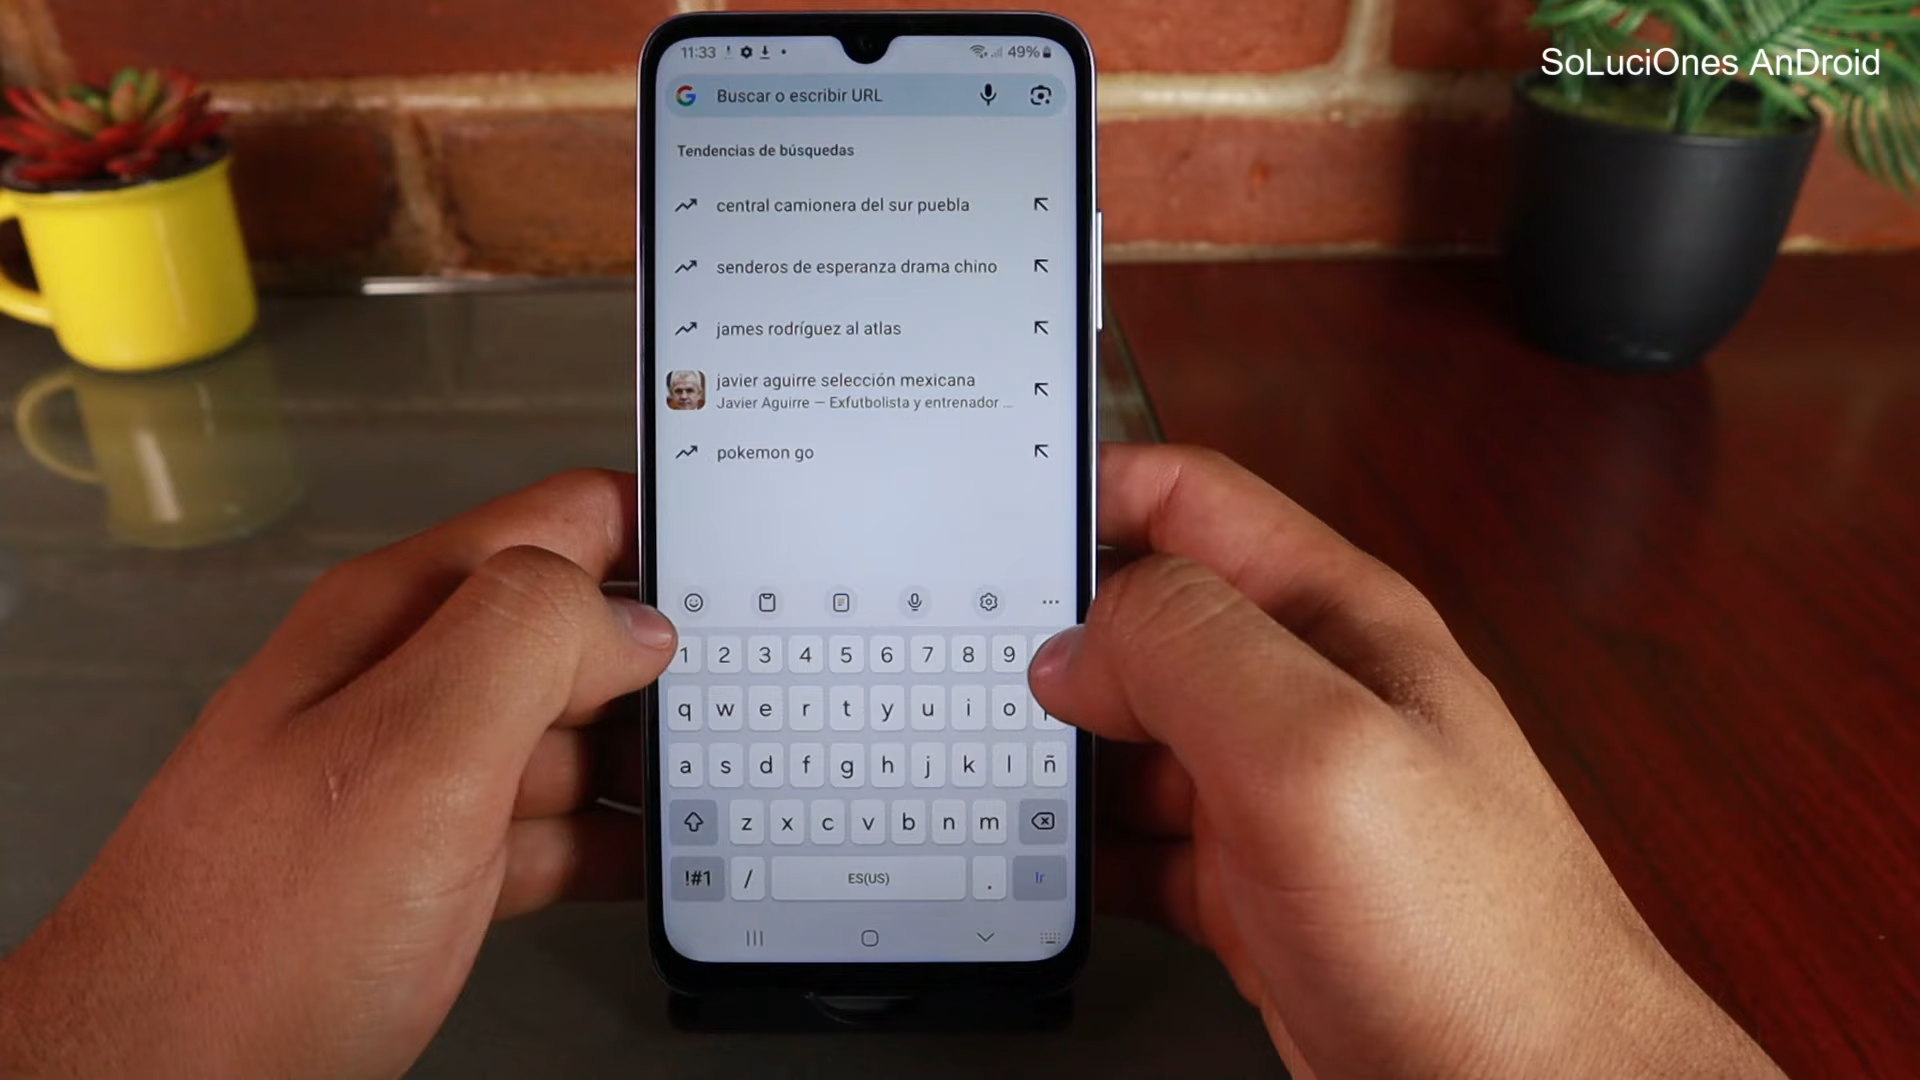 SoLuciOnes AnDroid
11:33
49%
Buscar o escribir URL
Tendencias de búsquedas
central camionera del sur puebla
senderos de esperanza drama chino
james rodríguez al atlas
javier aguirre selección mexicana
Javier Aguirre — Exfutbolista y entrenador ...
pokemon go
1 2 3 4 5 6 7 8 9
q w e r t y u i o
a s d f g h j k l ñ
z x c v b n m
!#1 / ES(US) . Ir